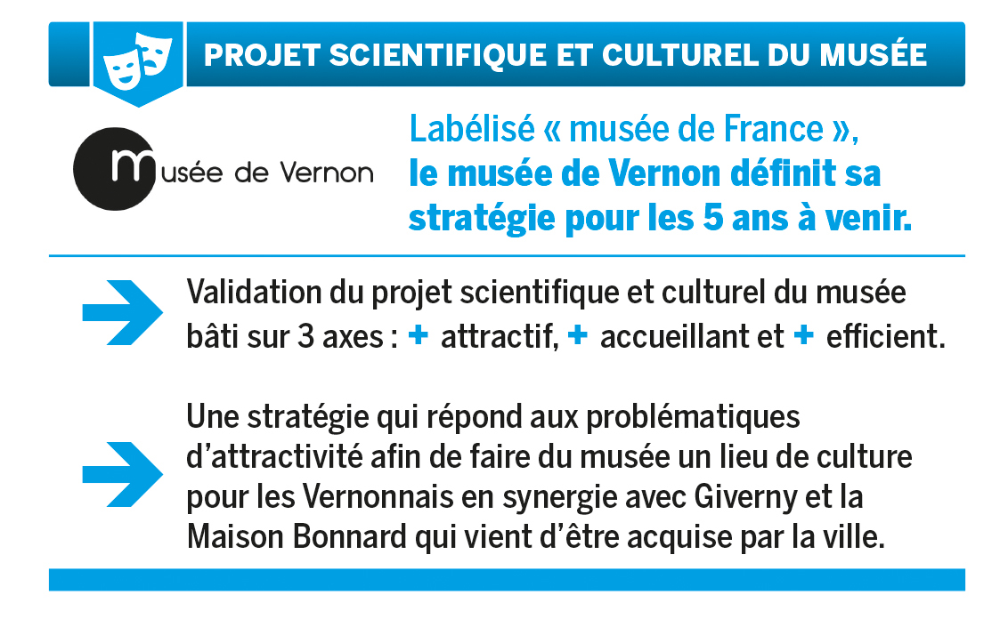 PROJET SCIENTIFIQUE ET CULTUREL DU MUSÉE
musée de Vernon
Labélisé « musée de France »,
le musée de Vernon définit sa
stratégie pour les 5 ans à venir.
Validation du projet scientifique et culturel du musée
bâti sur 3 axes : + attractif, + accueillant et + efficient.
Une stratégie qui répond aux problématiques
d’attractivité afin de faire du musée un lieu de culture
pour les Vernonnais en synergie avec Giverny et la
Maison Bonnard qui vient d’être acquise par la ville.